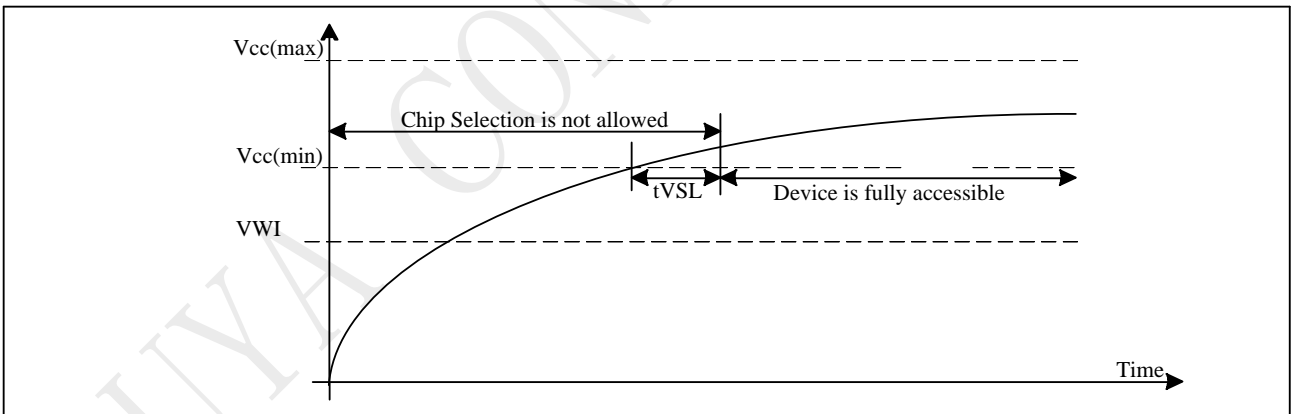 Vcc(max)
Chip Selection is not allowed
Vcc(min)
tVSL
Device is fully accessible
VWI
Time